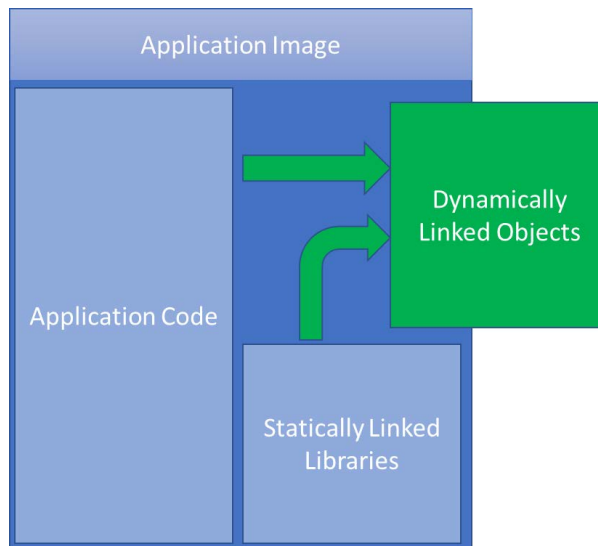 Application Image
Dynamically
Linked Objects
Application Code
Statically Linked
Libraries